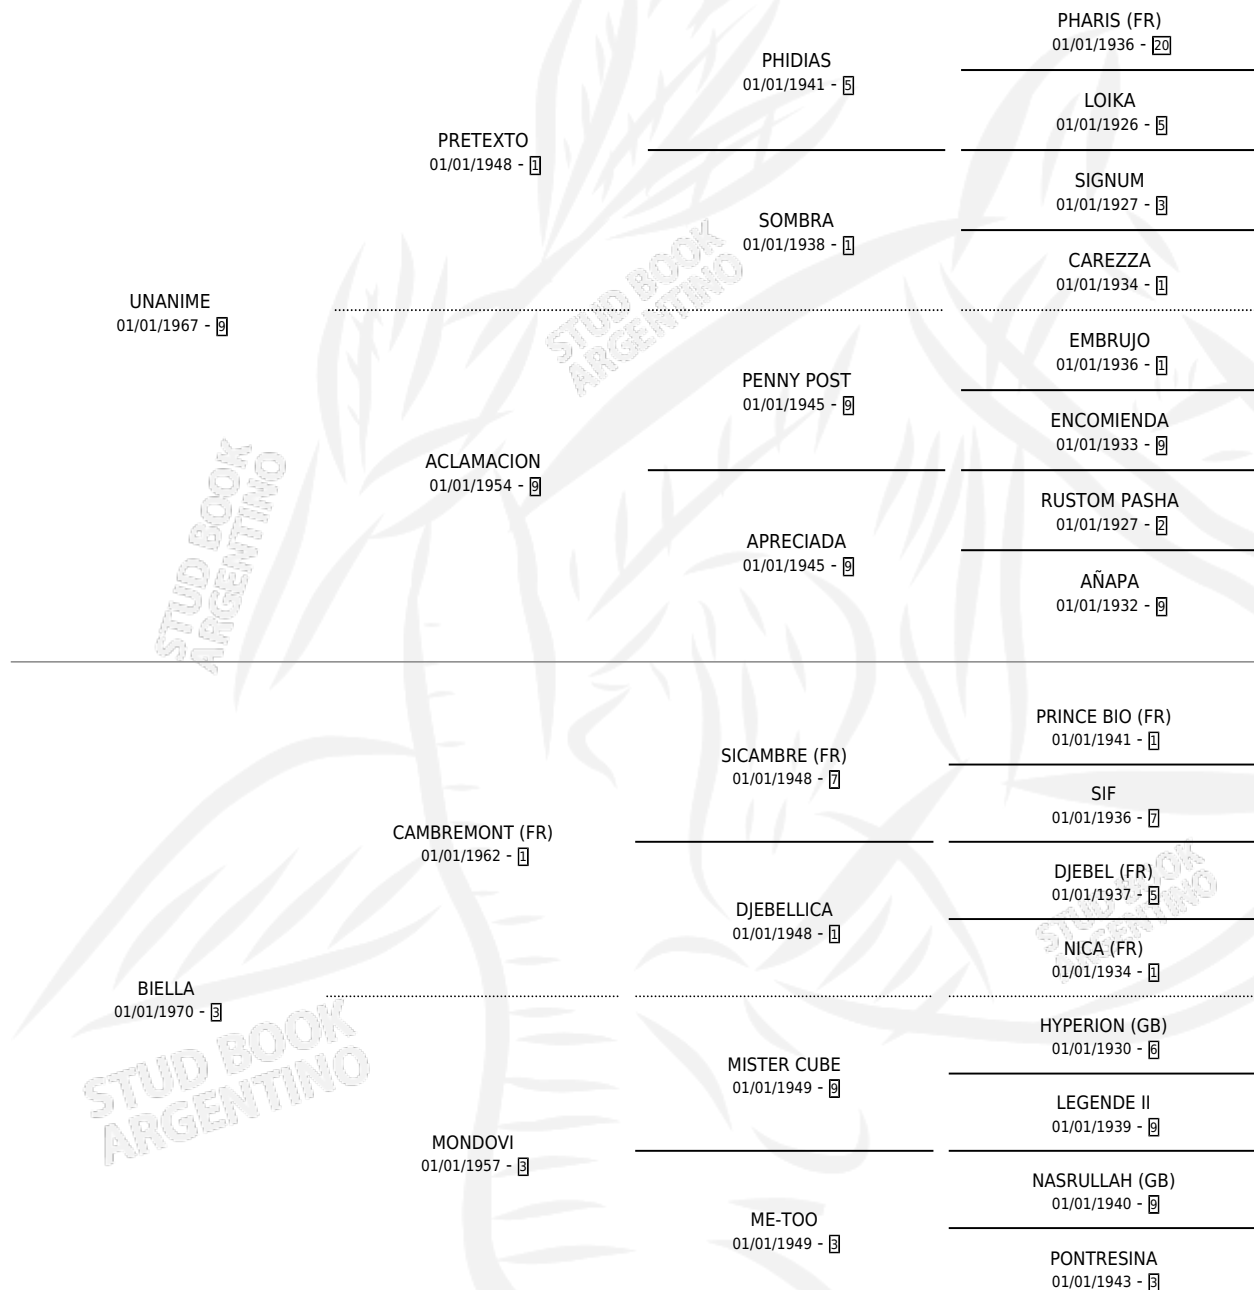 PHARIS (FR)
01/01/1936 - 20
PHIDIAS
01/01/1941 - 5
LOIKA
01/01/1926 - 5
PRETEXTO
01/01/1948 - 1
SIGNUM
01/01/1927 - 3
SOMBRA
01/01/1938 - 1
CAREZZA
01/01/1934 - 1
STUD BOOK
ARGENTINO
UNANIME
01/01/1967 - 9
EMBRUJO
01/01/1936 - 1
PENNY POST
01/01/1945 - 9
ENCOMIENDA
01/01/1933 - 9
ACLAMACION
01/01/1954 - 9
RUSTOM PASHA
01/01/1927 - 2
APRECIADA
01/01/1945 - 9
AÑAPA
01/01/1932 - 9
STUD BOOK
ARGENTINO
PRINCE BIO (FR)
01/01/1941 - 1
SICAMBRE (FR)
01/01/1948 - 7
SIF
01/01/1936 - 7
CAMBREMONT (FR)
01/01/1962 - 1
DJEBEL (FR)
01/01/1937 - 5
DJEBELLICA
01/01/1948 - 1
STUD BOOK
ARGENTINO
NICA (FR)
01/01/1934 - 1
BIELLA
01/01/1970 - 3
HYPERION (GB)
01/01/1930 - 6
MISTER CUBE
01/01/1949 - 9
STUD BOOK
ARGENTINO
LEGENDE II
01/01/1939 - 9
MONDOVI
01/01/1957 - 3
NASRULLAH (GB)
01/01/1940 - 9
ME-TOO
01/01/1949 - 3
PONTRESINA
01/01/1943 - 3